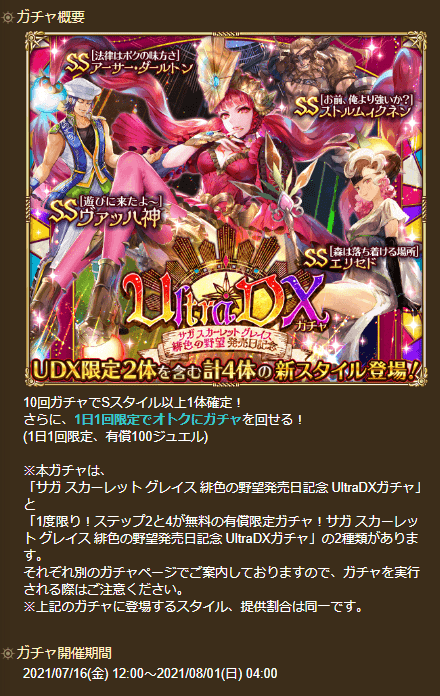 ガチャ概要
SS[法律はボクの味方さ]
アーサー・ダールトン
SS[お前、俺より強いか?]
ストルムィクネン
SS[遊びに来たよ～]
ヴァッハ神
SS[森は落ち着ける場所]
エリセド
UltraDX
ガチャ
サガ スカーレット グレイス
緋色の野望 発売日記念
UDX限定2体を含む計4体の新スタイル登場!!
10回ガチャでSスタイル以上1体確定！
さらに、1日1回限定でオトクにガチャを回せる！
(1日1回限定、有償100ジュエル)
※本ガチャは、
「サガ スカーレット グレイス 緋色の野望発売日記念 UltraDXガチャ」
と
「1度限り！ステップ2と4が無料の有償限定ガチャ！サガ スカーレッ
ト グレイス 緋色の野望発売日記念 UltraDXガチャ」の2種類がありま
す。
それぞれ別のガチャページでご案内しておりますので、ガチャを実行
される際はご注意ください。
※上記のガチャに登場するスタイル、提供割合は同一です。
ガチャ開催期間
2021/07/16(金) 12:00～2021/08/01(日) 04:00